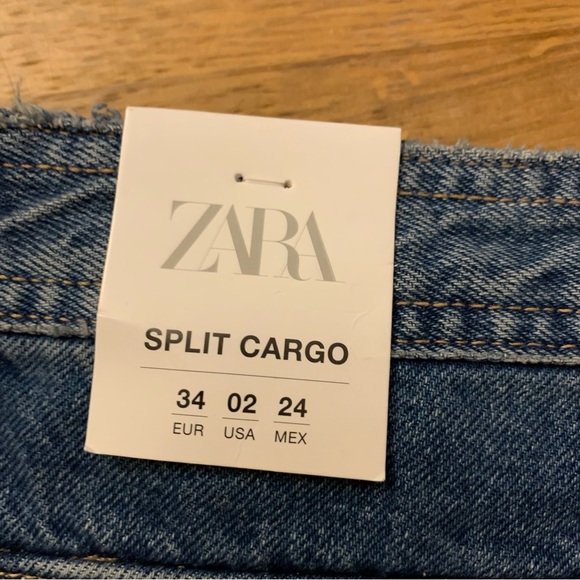 ZARA
SPLIT CARGO
34 02 24
EUR USA MEX